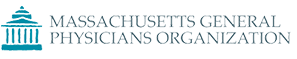 MASSACHUSETTS GENERAL
PHYSICIANS ORGANIZATION